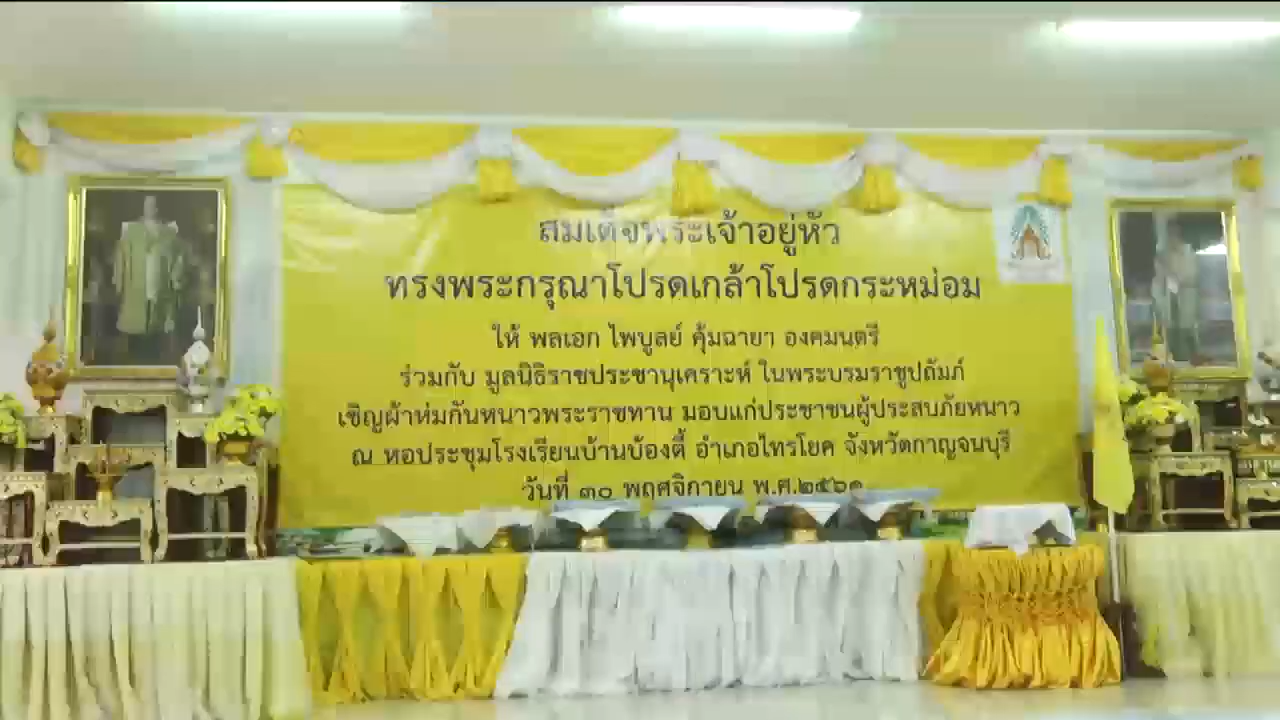 สมเด็จพระเจ้าอยู่หัว
ทรงพระกรุณาโปรดเกล้าโปรดกระหม่อม
ให้ พลเอก ไพบูลย์ คุ้มฉายา องคมนตรี
ร่วมกับ มูลนิธิราชประชานุเคราะห์ ในพระบรมราชูปถัมภ์
เชิญผ้าห่มกันหนาวพระราชทาน มอบแก่ประชาชนผู้ประสบภัยหนาว
ณ หอประชุมโรงเรียนบ้านบ้องตี้ อำเภอไทรโยค จังหวัดกาญจนบุรี
วันที่ ๓๐ พฤศจิกายน พ.ศ.๒๕๖๑